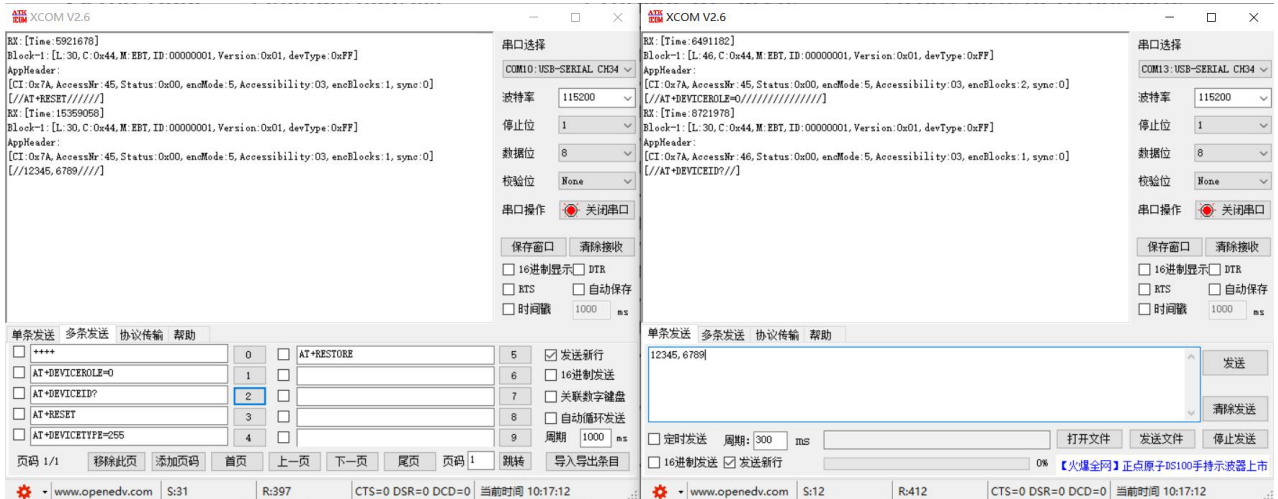 XCOM V2.6
RX:[Time:5921678]
Block-1:[L:30,C:0x44,M:EBT,ID:00000001,Version:0x01,devType:0xFF]
AppHeader:
[CI:0x7A,AccessNr:45,Status:0x00,encMode:5,Accessibility:03,encBlocks:1,sync:0]
[//AT+RESET//////]
RX:[Time:15359058]
Block-1:[L:30,C:0x44,M:EBT,ID:00000001,Version:0x01,devType:0xFF]
AppHeader:
[CI:0x7A,AccessNr:45,Status:0x00,encMode:5,Accessibility:03,encBlocks:1,sync:0]
[//12345,6789////]
串口选择
COM10:USB-SERIAL CH34
波特率 115200
停止位 1
数据位 8
校验位 None
串口操作 关闭串口
保存窗口 清除接收
16进制显示 DTR
RTS 自动保存
时间戳 1000 ms
单条发送 多条发送 协议传输 帮助
++++ 0 AT+RESTORE 5 发送新行
AT+DEVICEROLE=0 1 6 16进制发送
AT+DEVICEID? 2 7 关联数字键盘
AT+RESET 3 8 自动循环发送
AT+DEVICETYPE=255 4 9 周期 1000 ms
页码 1/1 移除此页 添加页码 首页 上一页 下一页 尾页 页码 1 跳转 导入导出条目
www.openedv.com S:31 R:397 CTS=0 DSR=0 DCD=0 当前时间 10:17:12
XCOM V2.6
RX:[Time:6491182]
Block-1:[L:46,C:0x44,M:EBT,ID:00000001,Version:0x01,devType:0xFF]
AppHeader:
[CI:0x7A,AccessNr:45,Status:0x00,encMode:5,Accessibility:03,encBlocks:2,sync:0]
[//AT+DEVICEROLE=0///////////////]
RX:[Time:8721978]
Block-1:[L:30,C:0x44,M:EBT,ID:00000001,Version:0x01,devType:0xFF]
AppHeader:
[CI:0x7A,AccessNr:46,Status:0x00,encMode:5,Accessibility:03,encBlocks:1,sync:0]
[//AT+DEVICEID?//]
串口选择
COM13:USB-SERIAL CH34
波特率 115200
停止位 1
数据位 8
校验位 None
串口操作 关闭串口
保存窗口 清除接收
16进制显示 DTR
RTS 自动保存
时间戳 1000 ms
单条发送 多条发送 协议传输 帮助
12345,6789
发送
清除发送
定时发送 周期: 300 ms 打开文件 发送文件 停止发送
16进制发送 发送新行 0% 【火爆全网】正点原子DS100手持示波器上市
www.openedv.com S:12 R:412 CTS=0 DSR=0 DCD=0 当前时间 10:17:12